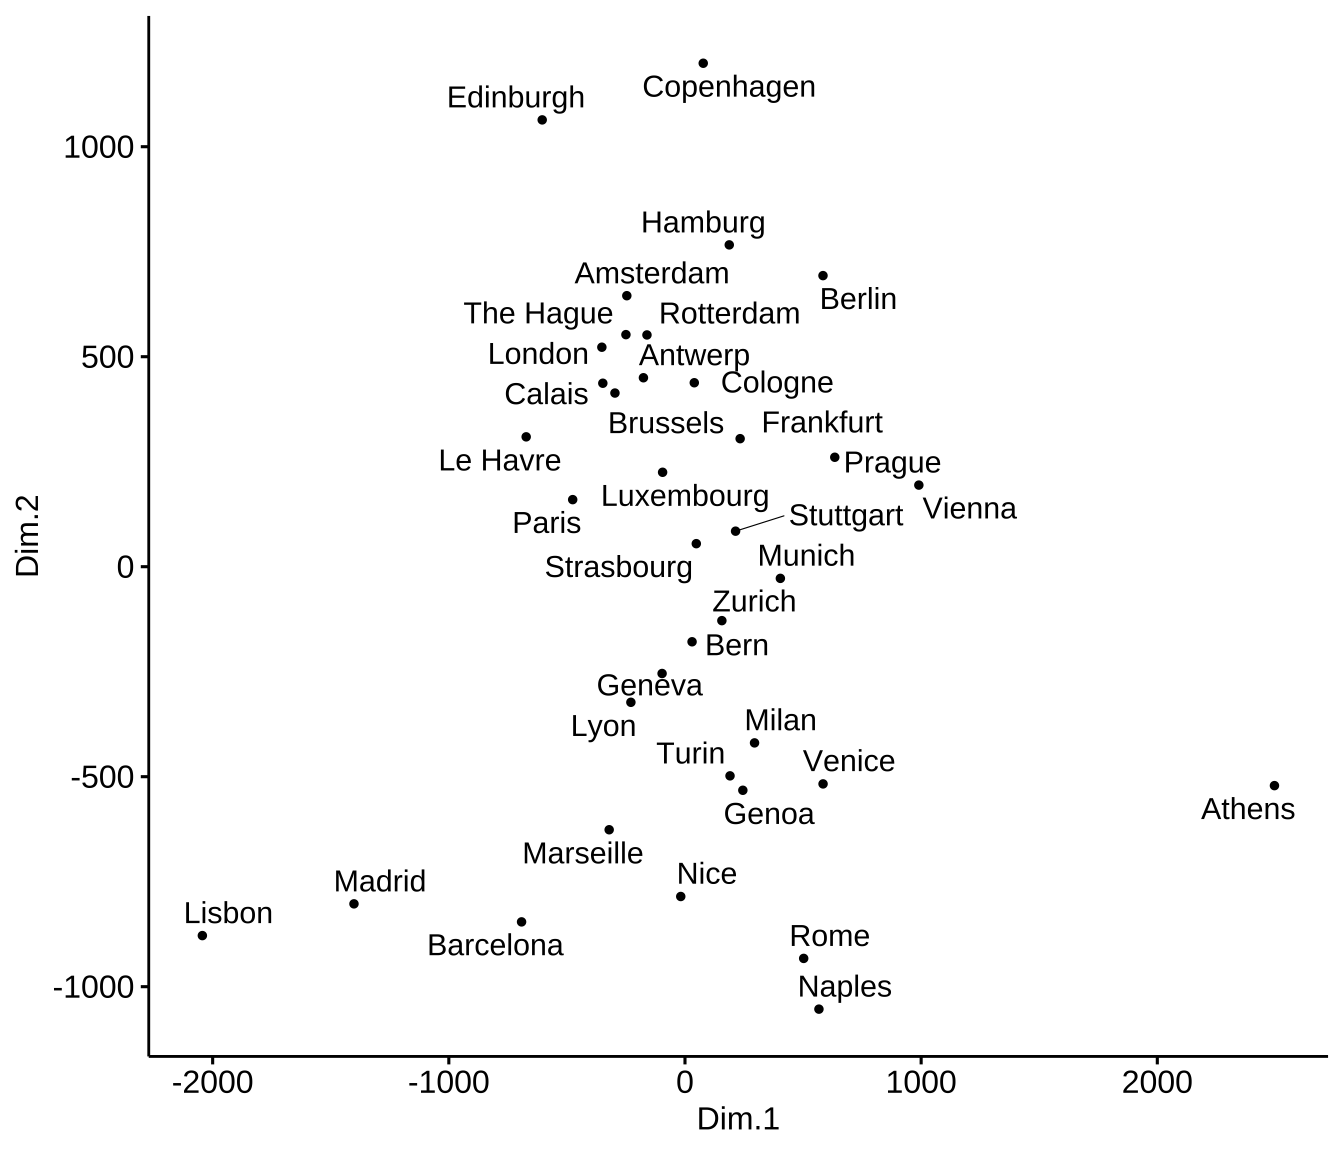 Copenhagen
Edinburgh
1000
Hamburg
Amsterdam
Berlin
The Hague
Rotterdam
London
Antwerp
500
Calais
Cologne
Brussels
Frankfurt
Le Havre
Prague
Luxembourg
Vienna
Paris
Stuttgart
Dim.2
Munich
0
Strasbourg
Zurich
Bern
Geneva
Lyon
Milan
Turin
Venice
-500
Genoa
Athens
Marseille
Nice
Madrid
Lisbon
Barcelona
Rome
Naples
-1000
-2000
-1000
0
1000
2000
Dim.1